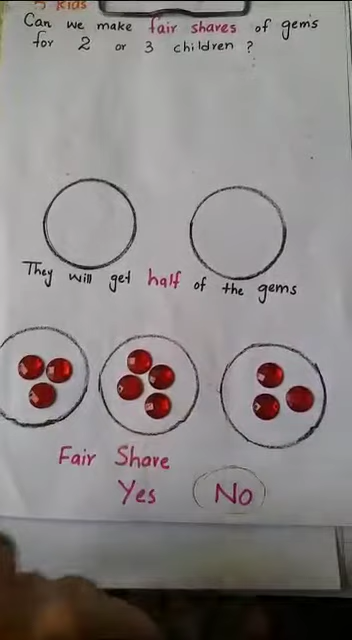 Kids
Can we make fair shares of gems
for 2 or 3 children ?
They will get half of the gems
Fair Share
Yes No